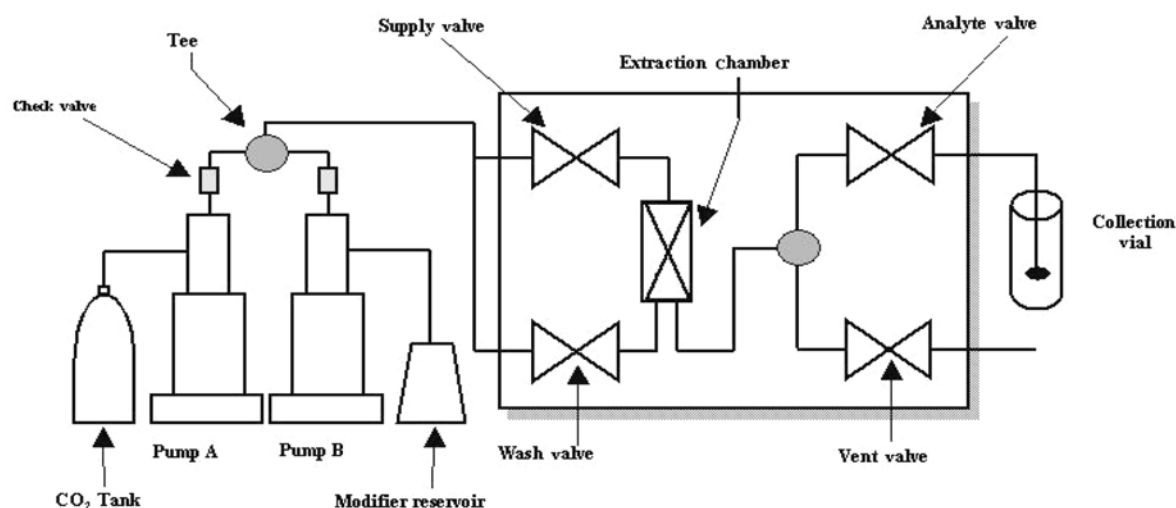 Supply valve
Analyte valve
Tee
Extraction chamber
Check valve
Collection
vial
Pump A
Pump B
Wash valve
Vent valve
CO₂ Tank
Modifier reservoir